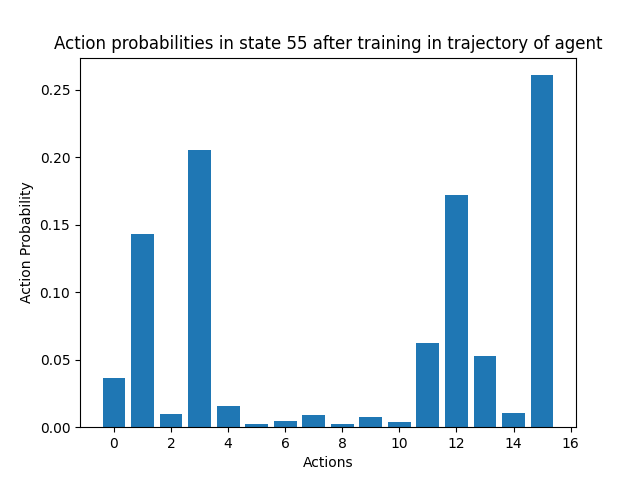 Action probabilities in state 55 after training in trajectory of agent
0.25
0.20
0.15
0.10
0.05
0.00
Action Probability
0 2 4 6 8 10 12 14 16
Actions